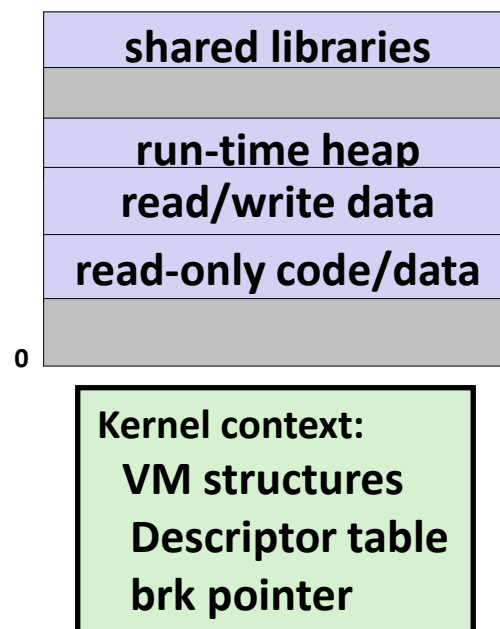 shared libraries
run-time heap
read/write data
read-only code/data
0
Kernel context:
VM structures
Descriptor table
brk pointer